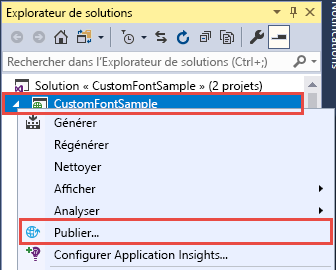 Explorateur de solutions
Rechercher dans l'Explorateur de solutions (Ctrl+;)
Solution « CustomFontSample » (2 projets)
CustomFontSample
Générer
Régénérer
Nettoyer
Afficher
Analyser
Publier...
Configurer Application Insights...
Notifications